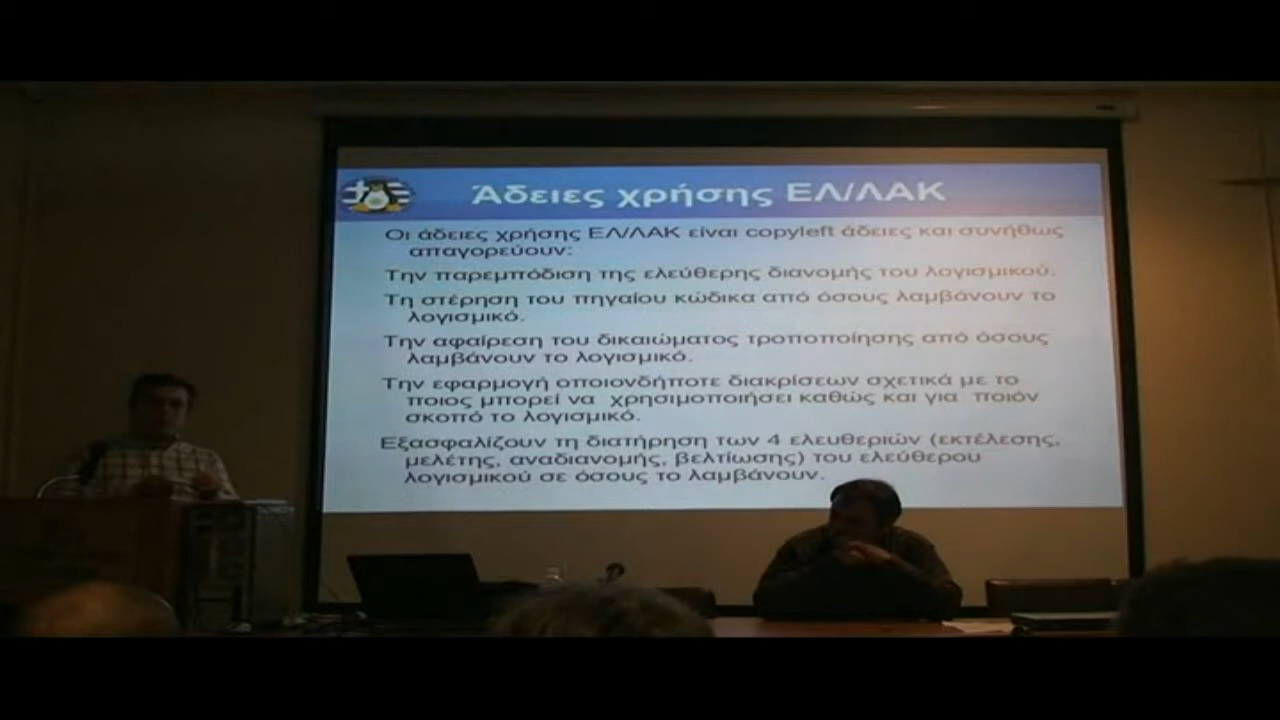 Άδειες χρήσης ΕΛ/ΛΑΚ
Οι άδειες χρήσης ΕΛ/ΛΑΚ είναι copyleft άδειες και συνήθως
απαγορεύουν:
Την παρεμπόδιση της ελεύθερης διανομής του λογισμικού.
Τη στέρηση του πηγαίου κώδικα από όσους λαμβάνουν το
λογισμικό.
Την αφαίρεση του δικαιώματος τροποποίησης από όσους
λαμβάνουν το λογισμικό.
Την εφαρμογή οποιονδήποτε διακρίσεων σχετικά με το
ποιος μπορεί να χρησιμοποιήσει καθώς και για ποιόν
σκοπό το λογισμικό.
Εξασφαλίζουν τη διατήρηση των 4 ελευθεριών (εκτέλεσης,
μελέτης, αναδιανομής, βελτίωσης) του ελεύθερου
λογισμικού σε όσους το λαμβάνουν.